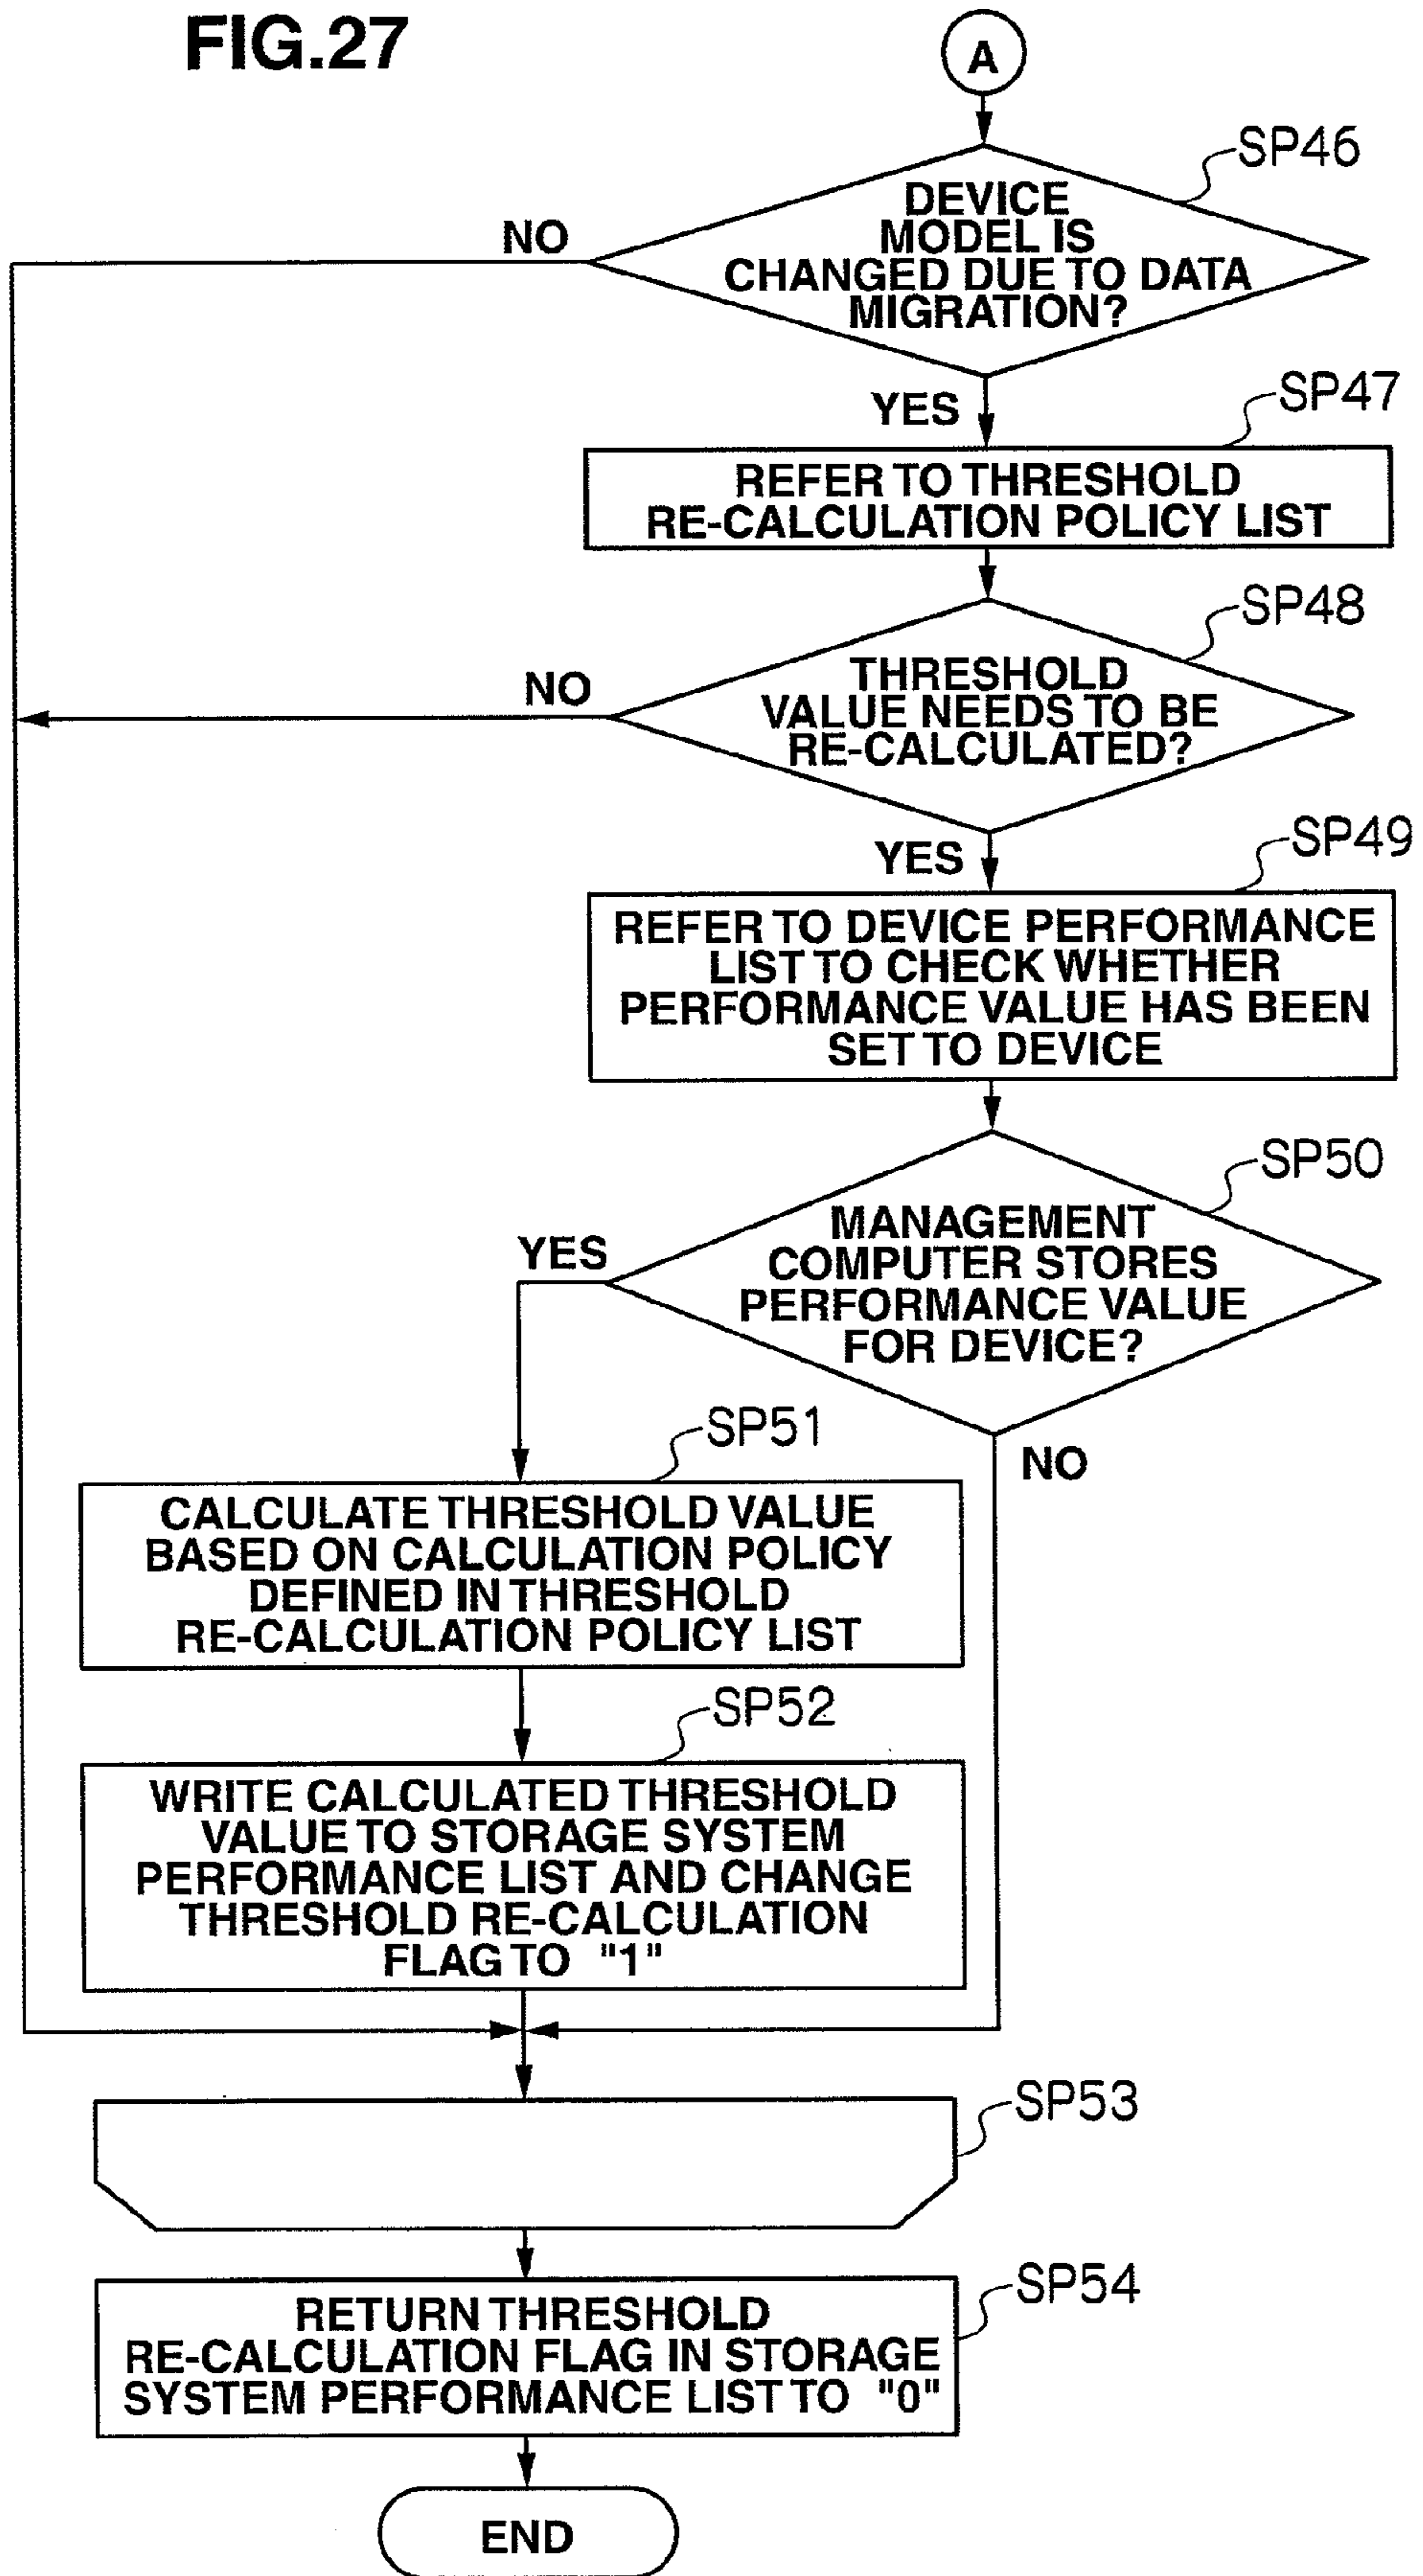 FIG.27
A
SP46
DEVICE
MODEL IS
CHANGED DUE TO DATA
MIGRATION?
NO
YES
SP47
REFER TO THRESHOLD
RE-CALCULATION POLICY LIST
SP48
THRESHOLD
VALUE NEEDS TO BE
RE-CALCULATED?
NO
YES
SP49
REFER TO DEVICE PERFORMANCE
LIST TO CHECK WHETHER
PERFORMANCE VALUE HAS BEEN
SET TO DEVICE
SP50
MANAGEMENT
COMPUTER STORES
PERFORMANCE VALUE
FOR DEVICE?
YES
NO
SP51
CALCULATE THRESHOLD VALUE
BASED ON CALCULATION POLICY
DEFINED IN THRESHOLD
RE-CALCULATION POLICY LIST
SP52
WRITE CALCULATED THRESHOLD
VALUE TO STORAGE SYSTEM
PERFORMANCE LIST AND CHANGE
THRESHOLD RE-CALCULATION
FLAG TO "1"
SP53
SP54
RETURN THRESHOLD
RE-CALCULATION FLAG IN STORAGE
SYSTEM PERFORMANCE LIST TO "0"
END